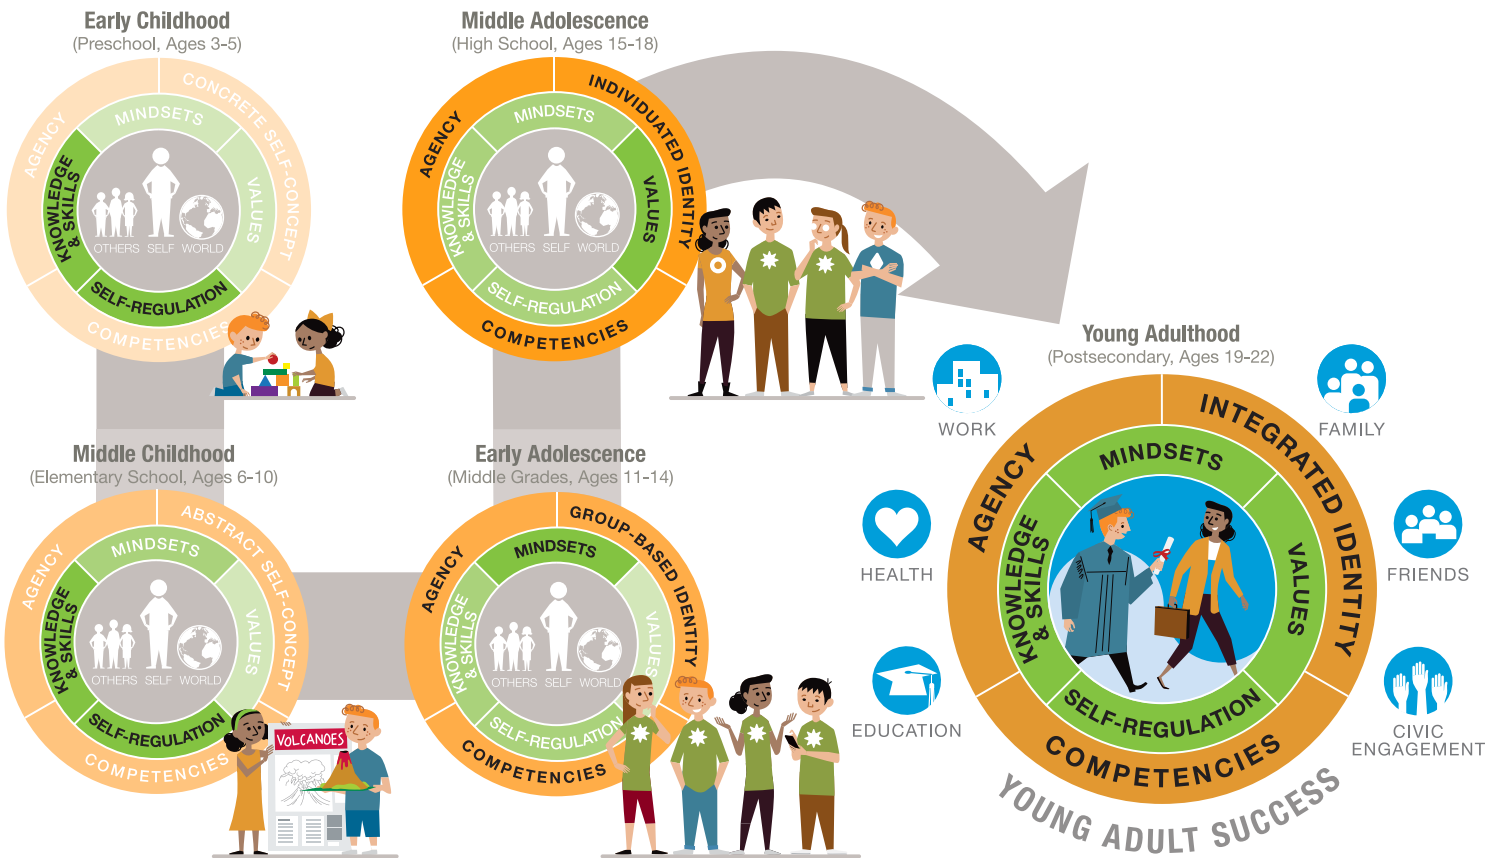 Early Childhood
(Preschool, Ages 3-5)
AGENCY
CONCRETE SELF-CONCEPT
COMPETENCIES
MINDSETS
KNOWLEDGE
& SKILLS
VALUES
SELF-REGULATION
OTHERS SELF WORLD
Middle Childhood
(Elementary School, Ages 6-10)
AGENCY
ABSTRACT SELF-CONCEPT
COMPETENCIES
MINDSETS
KNOWLEDGE
& SKILLS
VALUES
SELF-REGULATION
OTHERS SELF WORLD
VOLCANOES
Early Adolescence
(Middle Grades, Ages 11-14)
AGENCY
GROUP-BASED IDENTITY
COMPETENCIES
MINDSETS
KNOWLEDGE
& SKILLS
VALUES
SELF-REGULATION
OTHERS SELF WORLD
Middle Adolescence
(High School, Ages 15-18)
AGENCY
INDIVIDUATED IDENTITY
COMPETENCIES
MINDSETS
KNOWLEDGE
& SKILLS
VALUES
SELF-REGULATION
OTHERS SELF WORLD
Young Adulthood
(Postsecondary, Ages 19-22)
AGENCY
INTEGRATED IDENTITY
COMPETENCIES
MINDSETS
KNOWLEDGE
& SKILLS
VALUES
SELF-REGULATION
WORK
HEALTH
EDUCATION
FAMILY
FRIENDS
CIVIC
ENGAGEMENT
YOUNG ADULT SUCCESS